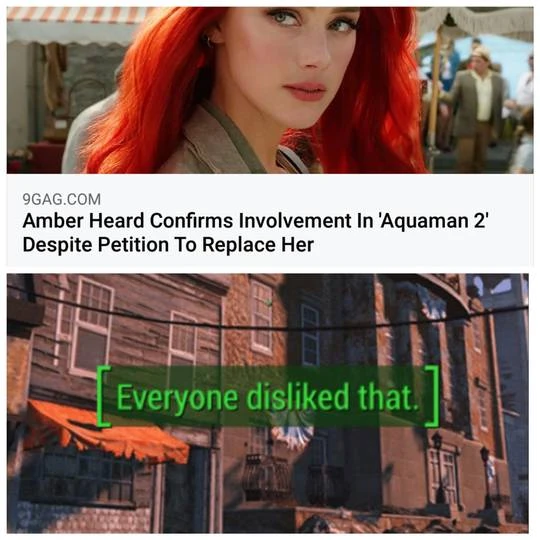 9GAG.COM
Amber Heard Confirms Involvement In 'Aquaman 2'
Despite Petition To Replace Her
[Everyone disliked that.]